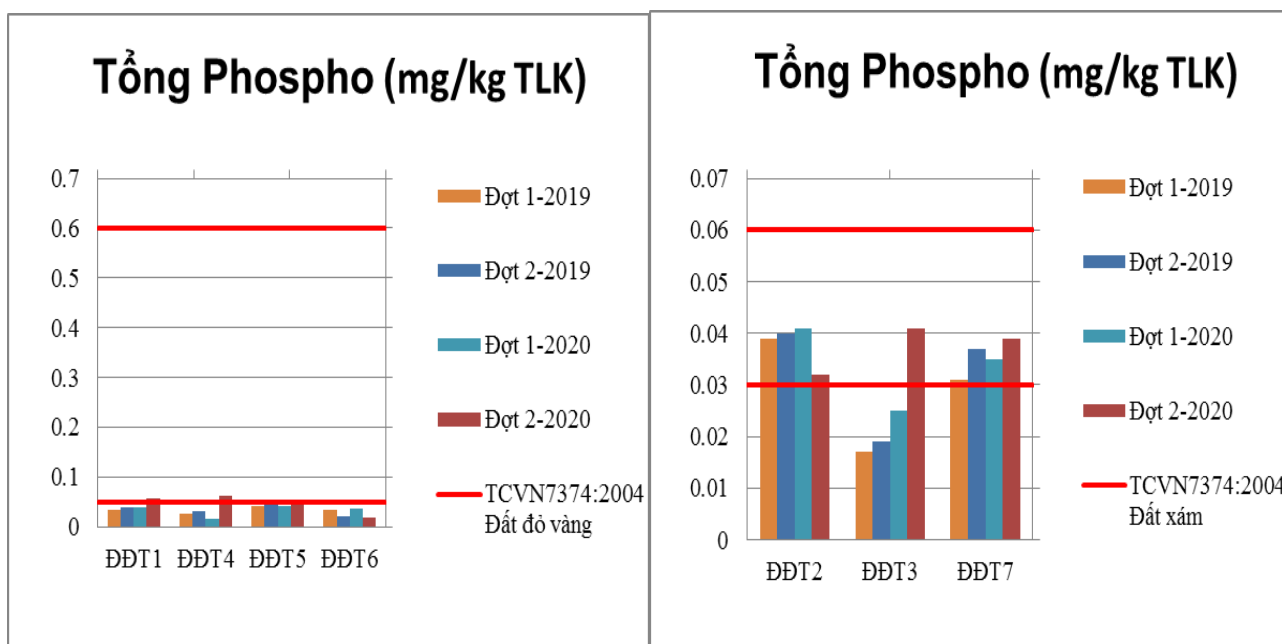 Tổng Phospho (mg/kg TLK)
0.7
0.6
0.5
0.4
0.3
0.2
0.1
0
ĐĐT1 ĐĐT4 ĐĐT5 ĐĐT6
Đợt 1-2019
Đợt 2-2019
Đợt 1-2020
Đợt 2-2020
TCVN7374:2004
Đất đỏ vàng
Tổng Phospho (mg/kg TLK)
0.07
0.06
0.05
0.04
0.03
0.02
0.01
0
ĐĐT2 ĐĐT3 ĐĐT7
Đợt 1-2019
Đợt 2-2019
Đợt 1-2020
Đợt 2-2020
TCVN7374:2004
Đất xám